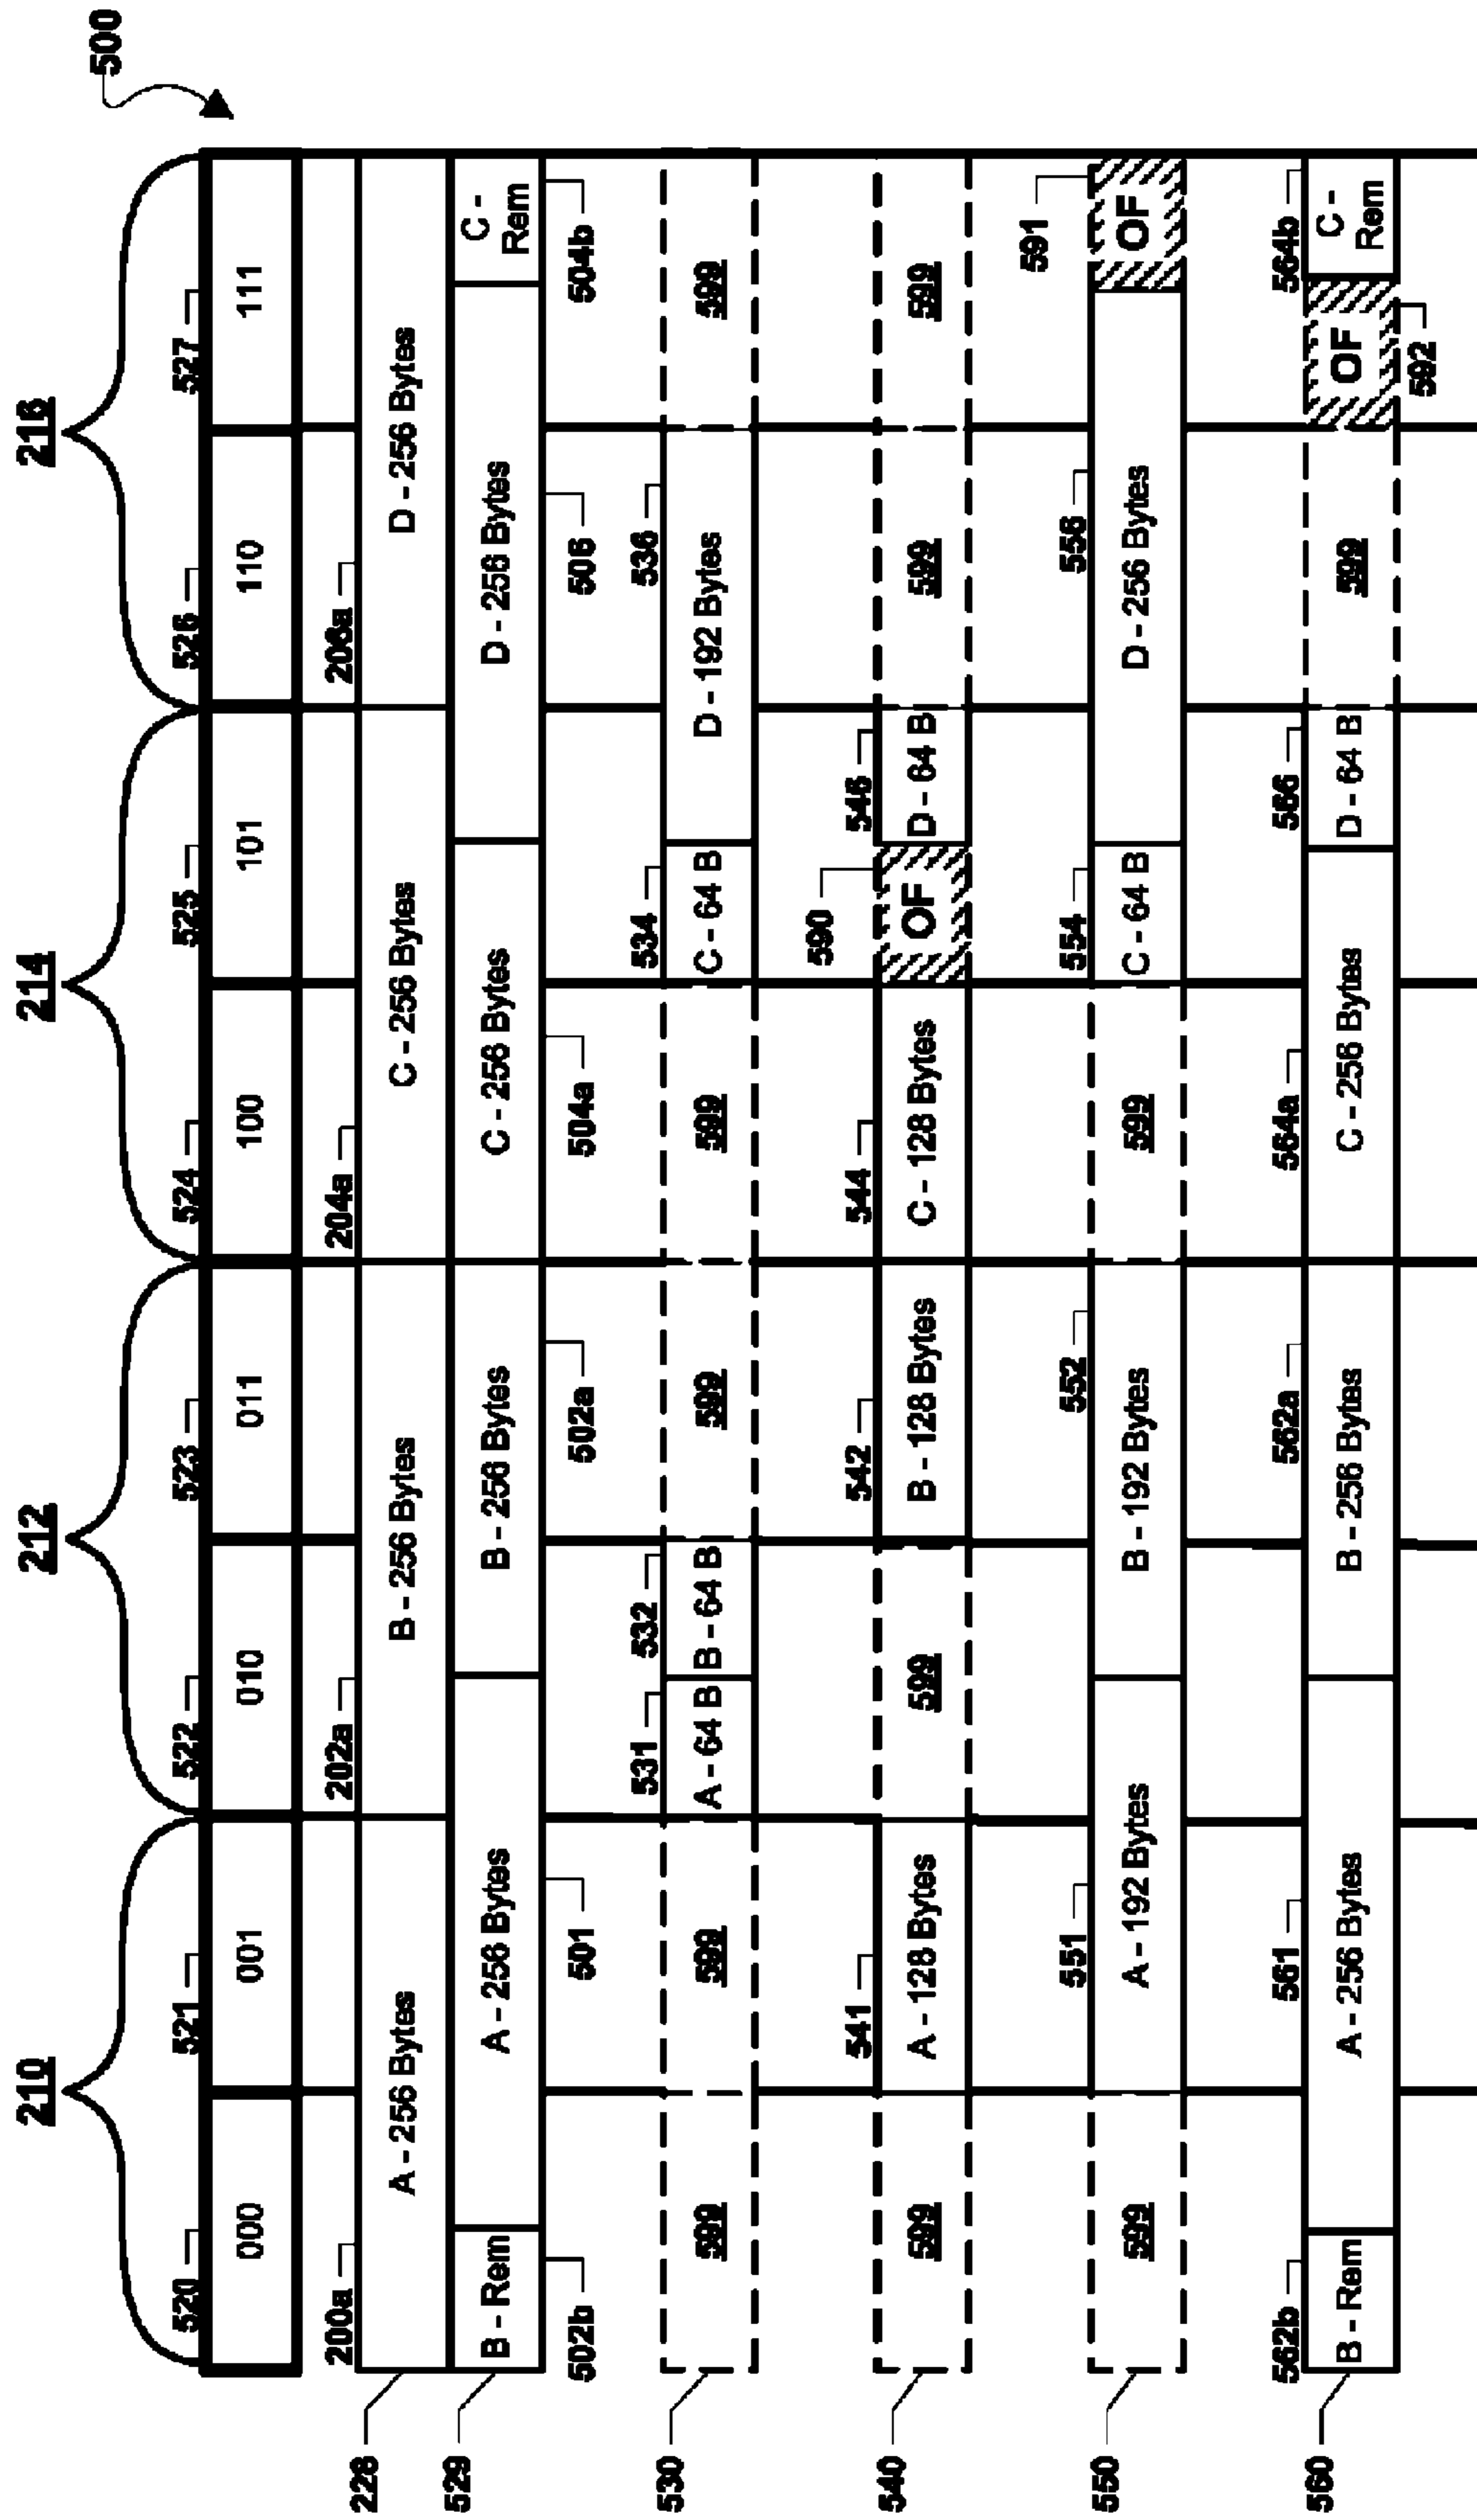 500
210
212
214
216
520
521
522
523
524
525
526
527
000
001
010
011
100
101
110
111
200a
202a
204a
206a
228
A - 256 Bytes
B - 256 Bytes
C - 256 Bytes
D - 256 Bytes
529
B - Rem
A - 256 Bytes
B - 256 Bytes
C - 256 Bytes
D - 256 Bytes
C - Rem
502b
501
502a
504a
506
504b
531
532
534
536
530
599
599
A - 64 B
B - 64 B
599
599
C - 64 B
D - 192 Bytes
599
541
542
544
590
546
540
599
A - 128 Bytes
599
B - 128 Bytes
C - 128 Bytes
OF
D - 64 B
599
599
551
552
554
556
591
550
599
A - 192 Bytes
B - 192 Bytes
599
C - 64 B
D - 256 Bytes
OF
562b
561
562a
564a
566
564b
560
B - Rem
A - 256 Bytes
B - 256 Bytes
C - 256 Bytes
D - 64 B
599
OF
C - Rem
592